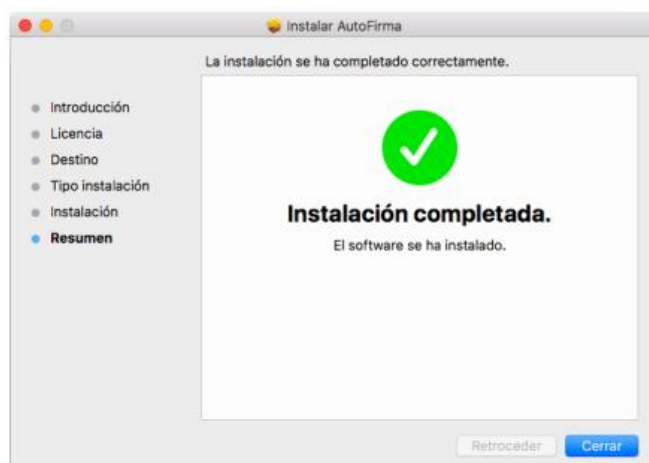 Instalar AutoFirma
La instalación se ha completado correctamente.
Introducción
Licencia
Destino
Tipo instalación
Instalación
Resumen
Instalación completada.
El software se ha instalado.
Retroceder
Cerrar